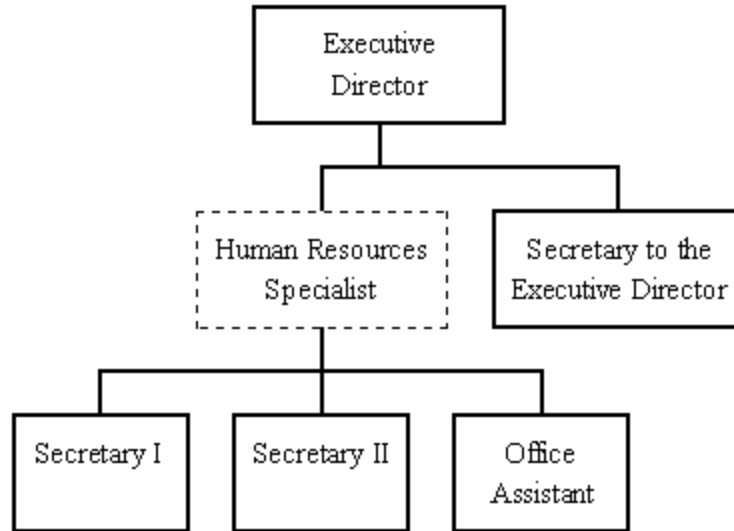 Executive
Director
Human Resources
Specialist
Secretary to the
Executive Director
Secretary I
Secretary II
Office
Assistant